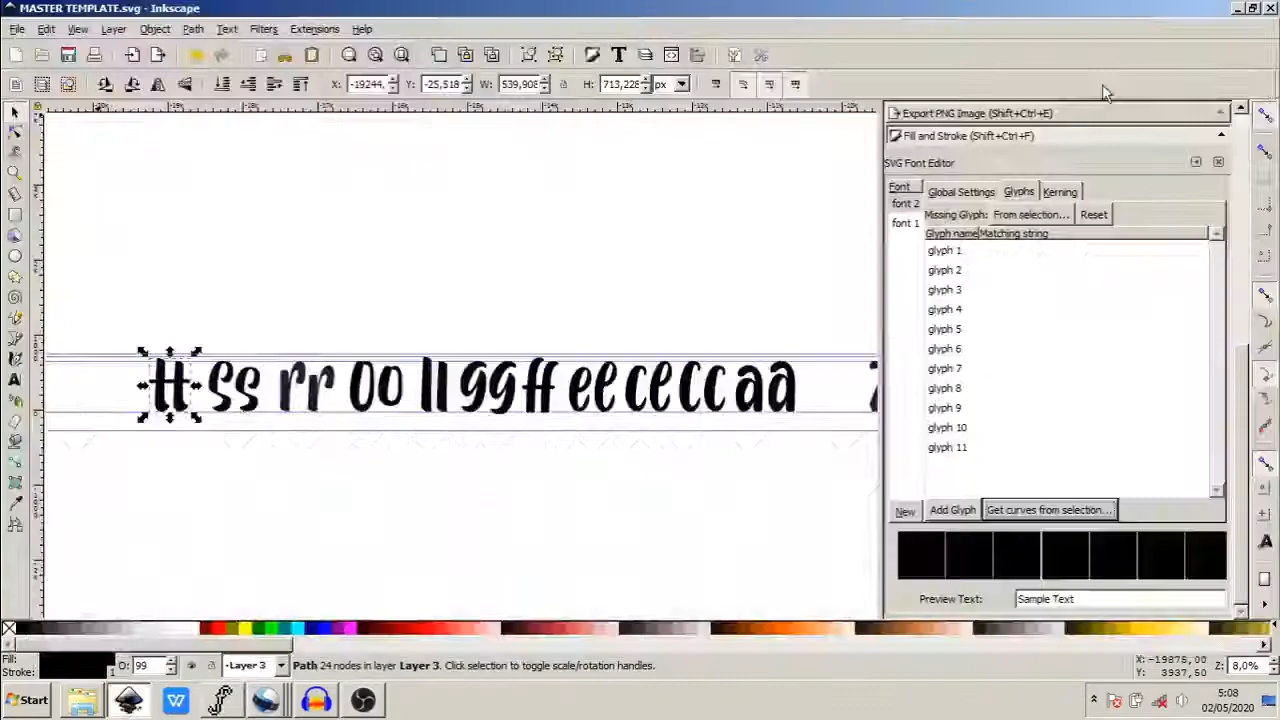 MASTER TEMPLATE.svg - Inkscape
File Edit View Layer Object Path Text Filters Extensions Help
X: -19244, Y: -25,518 W: 539,908 H: 713,228 px
Export PNG Image (Shift+Ctrl+E)
Fill and Stroke (Shift+Ctrl+F)
SVG Font Editor
Font Global Settings Glyphs Kerning
font 2
font 1
Missing Glyph: From selection... Reset
Glyph name Matching string
glyph 1
glyph 2
glyph 3
glyph 4
glyph 5
glyph 6
glyph 7
glyph 8
glyph 9
glyph 10
glyph 11
tt ss rr oo ll gg ff ee ce cc aa
New Add Glyph Get curves from selection...
Preview Text: Sample Text
Fill:
Stroke: 1 O: 99 Layer 3 Path 24 nodes in layer Layer 3. Click selection to toggle scale/rotation handles.
X: -19875,00
Y: 3937,50
Z: 8,0%
Start
5:08
02/05/2020